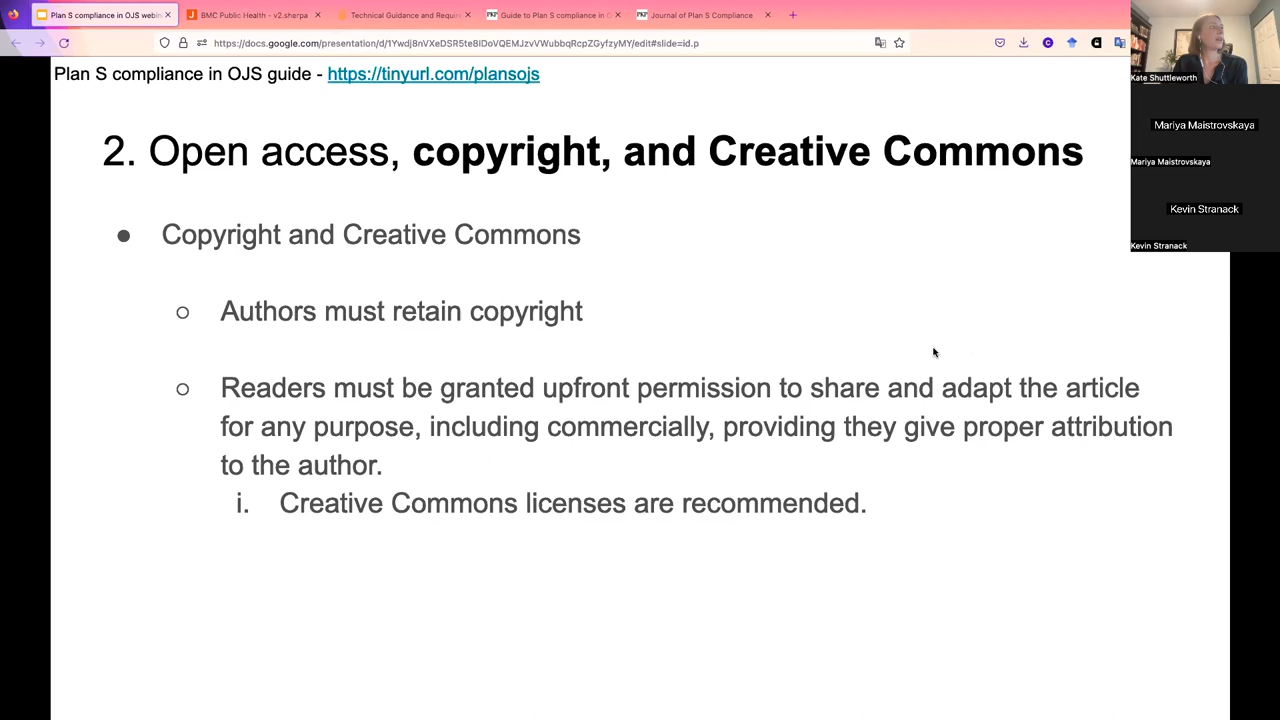 Plan S compliance in OJS webin
BMC Public Health - v2.sherpa
Technical Guidance and Require
Guide to Plan S compliance in O
Journal of Plan S Compliance
https://docs.google.com/presentation/d/1Ywdj8nVXeDSR5te8IDoVQEMJzvVWubbqRcpZGyfzyMY/edit#slide=id.p
Plan S compliance in OJS guide - https://tinyurl.com/plansojs
Kate Shuttleworth
Mariya Maistrovskaya
Mariya Maistrovskaya
Kevin Stranack
Kevin Stranack
2. Open access, copyright, and Creative Commons
● Copyright and Creative Commons
○ Authors must retain copyright
○ Readers must be granted upfront permission to share and adapt the article
for any purpose, including commercially, providing they give proper attribution
to the author.
i. Creative Commons licenses are recommended.